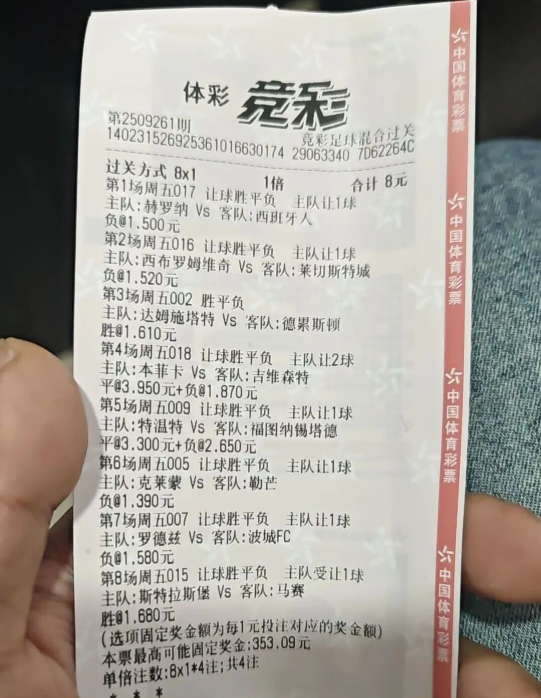 体彩 竞彩
第2509261期 竞彩足球混合过关
140231526925361016630174 29063340 7D62264C
过关方式 8x1 1倍 合计 8元
第1场周五017 让球胜平负 主队让1球
主队:赫罗纳 Vs 客队:西班牙人
负@1.500元
第2场周五016 让球胜平负 主队让1球
主队:西布罗姆维奇 Vs 客队:莱切斯特城
负@1.520元
第3场周五002 胜平负
主队:达姆施塔特 Vs 客队:德累斯顿
胜@1.610元
第4场周五018 让球胜平负 主队让2球
主队:本菲卡 Vs 客队:吉维森特
平@3.950元+负@1.870元
第5场周五009 让球胜平负 主队让1球
主队:特温特 Vs 客队:福图纳锡塔德
平@3.300元+负@2.650元
第6场周五005 让球胜平负 主队让1球
主队:克莱蒙 Vs 客队:勒芒
负@1.390元
第7场周五007 让球胜平负 主队让1球
主队:罗德兹 Vs 客队:波城FC
负@1.580元
第8场周五015 让球胜平负 主队受让1球
主队:斯特拉斯堡 Vs 客队:马赛
胜@1.680元
(选项固定奖金额为每1元投注对应的奖金额)
本票最高可能固定奖金:353.09元
单倍注数:8x1*4注;共4注
* * *
中国体育彩票
中国体育彩票
中国体育彩票
中国体育彩票